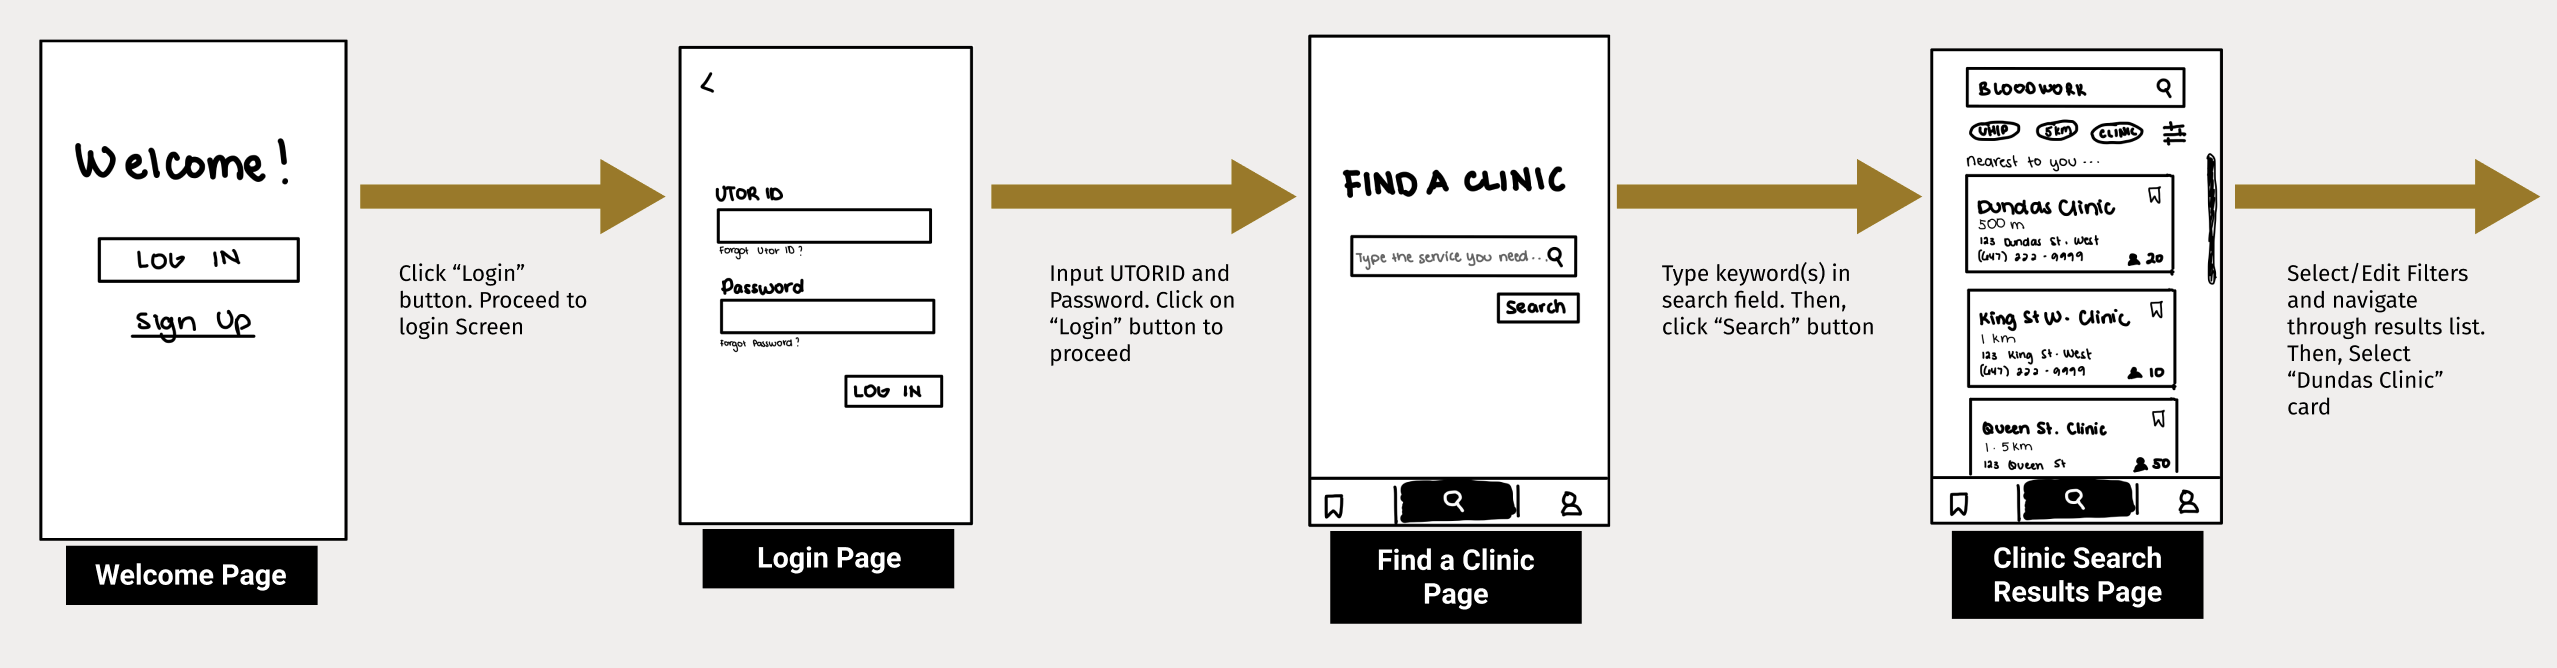 Welcome!
LOG IN
Sign Up
Welcome Page
Click “Login”
button. Proceed to
login Screen
UTOR ID
Forgot Utor ID?
Password
Forgot Password?
LOG IN
Login Page
Input UTORID and
Password. Click on
“Login” button to
proceed
FIND A CLINIC
Type the service you need...
Search
Find a Clinic
Page
Type keyword(s) in
search field. Then,
click “Search” button
BLOODWORK
UHIP 5km CLINIC
nearest to you ...
Dundas Clinic
500 m
123 Dundas St. West
(647) 222 - 9999 20
King St W. Clinic
1 km
123 King St. West
(647) 222 - 9999 10
Queen St. Clinic
1.5km
123 Queen St 50
Clinic Search
Results Page
Select/Edit Filters
and navigate
through results list.
Then, Select
“Dundas Clinic”
card